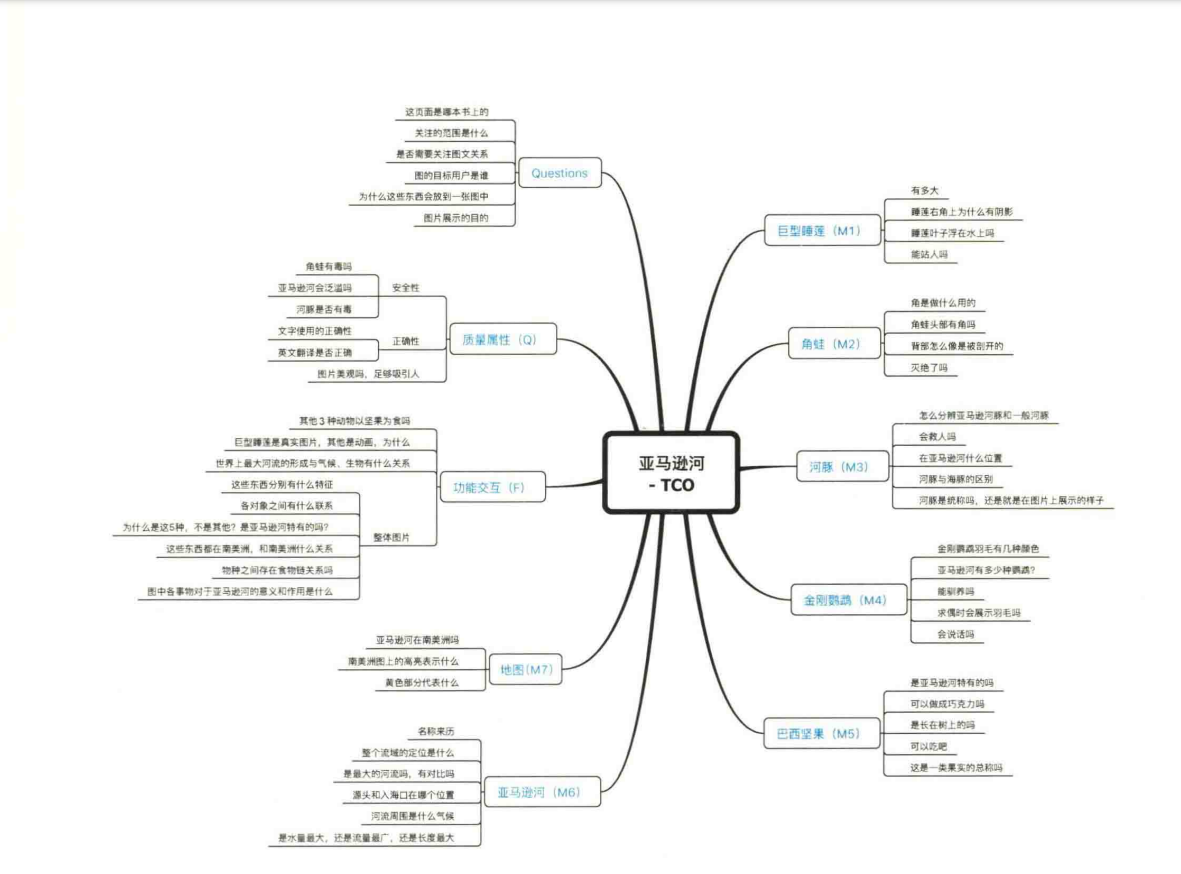 这页面是哪本书上的
关注的范围是什么
是否需要关注图文关系
图的目标用户是谁
为什么这些东西会放到一张图中
图片展示的目的
Questions
角蛙有毒吗
亚马逊河会泛滥吗
河豚是否有毒
安全性
文字使用的正确性
英文翻译是否正确
正确性
图片美观吗，足够吸引人
质量属性（Q）
其他3种动物以坚果为食吗
巨型睡莲是真实图片，其他是动画，为什么
世界上最大河流的形成与气候、生物有什么关系
这些东西分别有什么特征
各对象之间有什么联系
为什么是这5种，不是其他？是亚马逊河特有的吗？
这些东西都在南美洲，和南美洲什么关系
物种之间存在食物链关系吗
图中各事物对于亚马逊河的意义和作用是什么
整体图片
功能交互（F）
亚马逊河在南美洲吗
南美洲图上的高亮表示什么
黄色部分代表什么
地图(M7)
名称来历
整个流域的定位是什么
是最大的河流吗，有对比吗
源头和入海口在哪个位置
河流周围是什么气候
是水量最大，还是流量最广，还是长度最大
亚马逊河（M6）
亚马逊河
- TCO
巨型睡莲（M1）
有多大
睡莲右角上为什么有阴影
睡莲叶子浮在水上吗
能站人吗
角蛙（M2）
角是做什么用的
角蛙头部有角吗
背部怎么像是被剖开的
灭绝了吗
河豚（M3）
怎么分辨亚马逊河豚和一般河豚
会救人吗
在亚马逊河什么位置
河豚与海豚的区别
河豚是统称吗，还是就是在图片上展示的样子
金刚鹦鹉（M4）
金刚鹦鹉羽毛有几种颜色
亚马逊河有多少种鹦鹉？
能驯养吗
求偶时会展示羽毛吗
会说话吗
巴西坚果（M5）
是亚马逊河特有的吗
可以做成巧克力吗
是长在树上的吗
可以吃吧
这是一类果实的总称吗